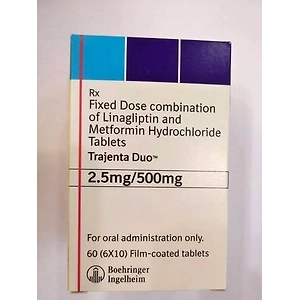 Rx
Fixed Dose combination
of Linagliptin and
Metformin Hydrochloride
Tablets
Trajenta Duo™
2.5mg/500mg
For oral administration only.
60 (6X10) Film-coated tablets
Boehringer
Ingelheim